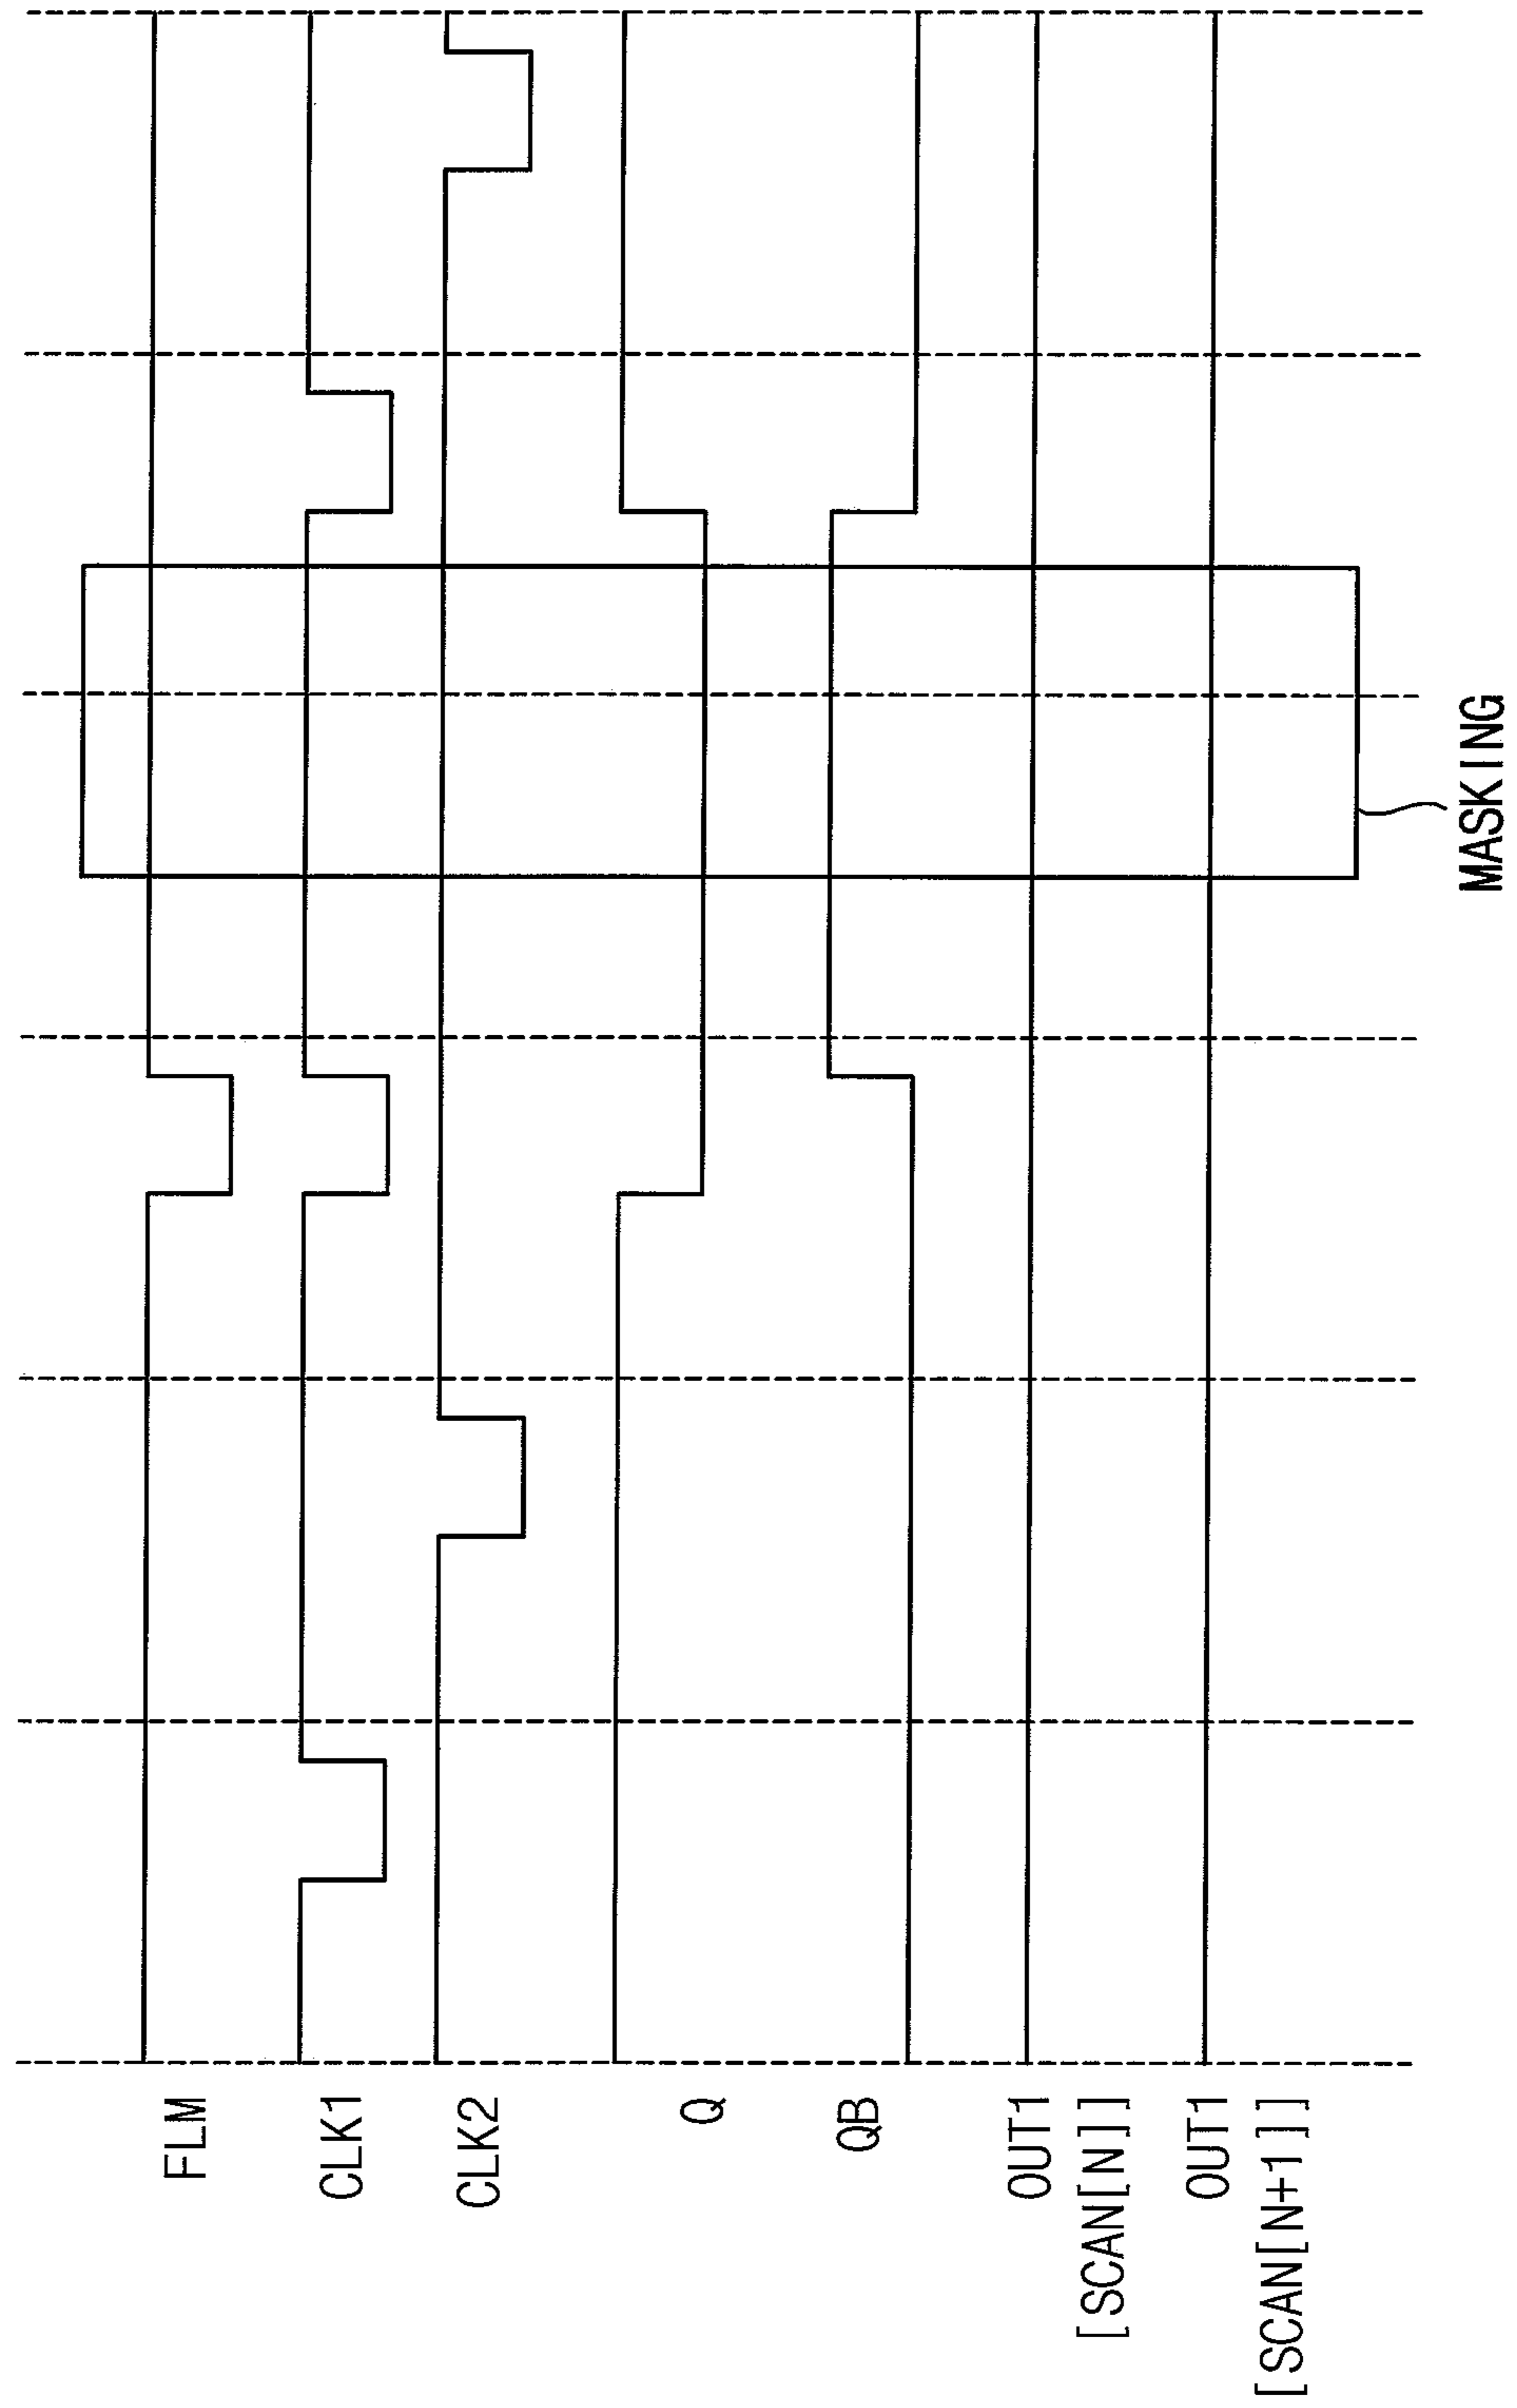 FLM
CLK1
CLK2
Q
QB
OUT1
[SCAN[N]]
OUT1
[SCAN[N+1]]
MASKING